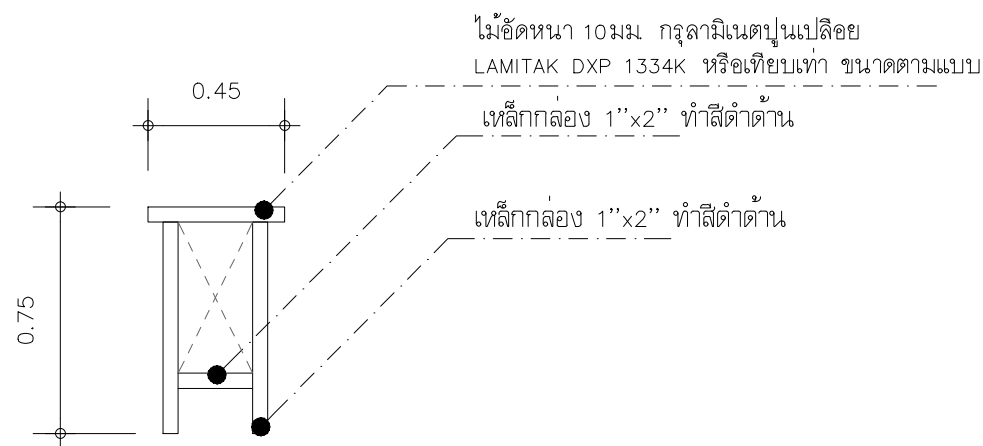 ไม้อัดหนา 10มม. กรุลามิเนตปูนเปลือย
LAMITAK DXP 1334K หรือเทียบเท่า ขนาดตามแบบ
0.45
เหล็กกล่อง 1’’x2’’ ทำสีดำด้าน
เหล็กกล่อง 1’’x2’’ ทำสีดำด้าน
0.75